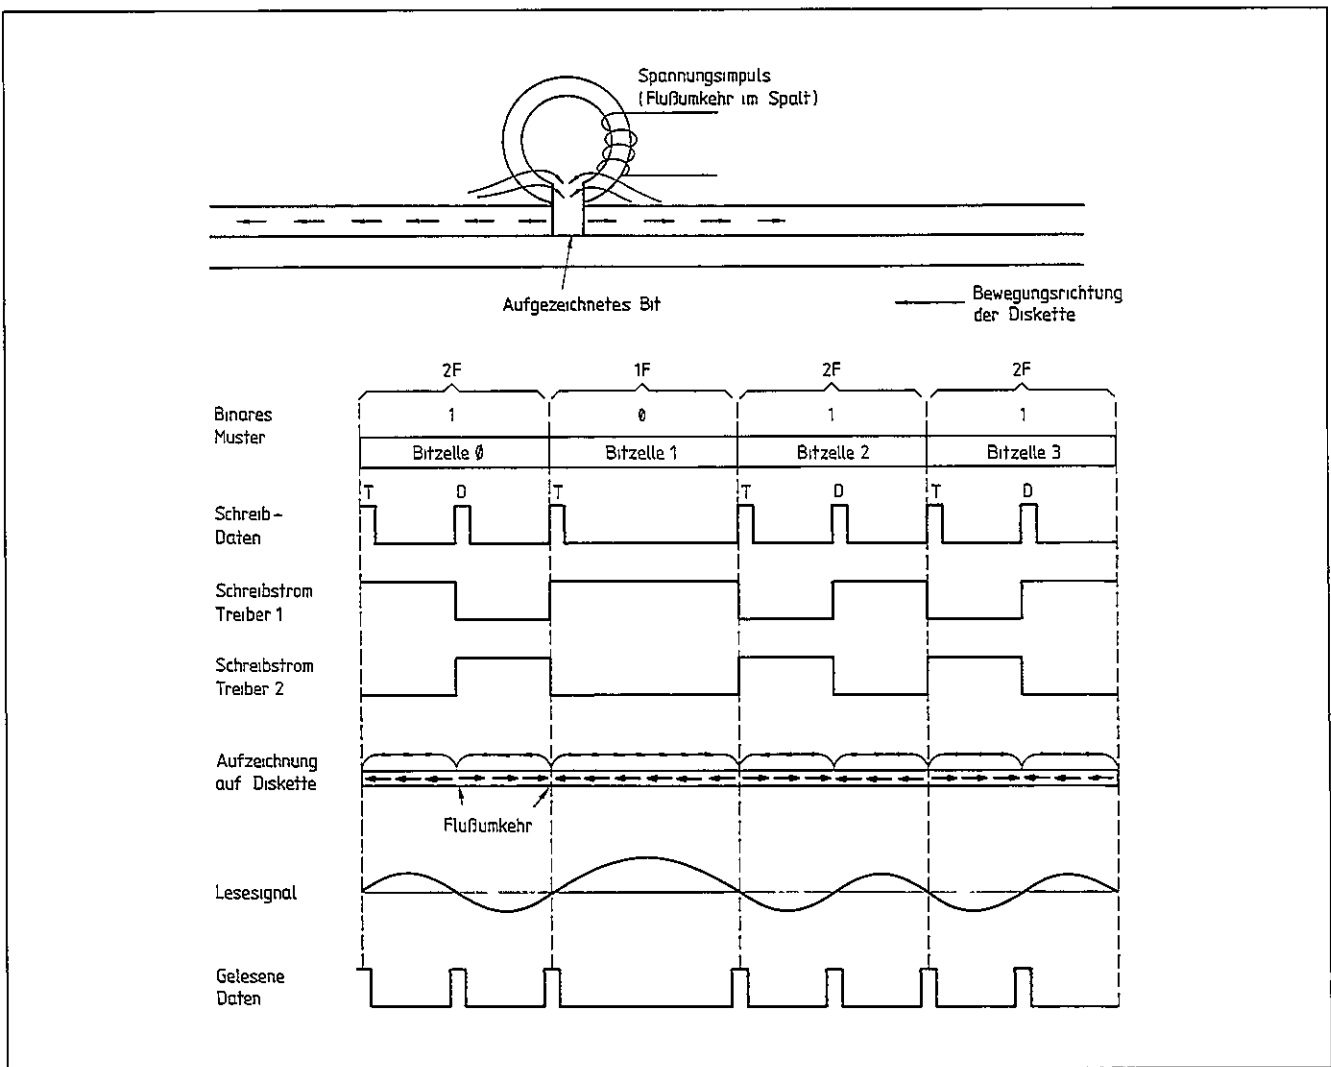 Spannungsimpuls
(Flußumkehr im Spalt)
Aufgezeichnetes Bit
Bewegungsrichtung
der Diskette
2F 1F 2F 2F
Binäres
Muster
1 0 1 1
Bitzelle 0 Bitzelle 1 Bitzelle 2 Bitzelle 3
T D T T D T D
Schreib-
Daten
Schreibstrom
Treiber 1
Schreibstrom
Treiber 2
Aufzeichnung
auf Diskette
Flußumkehr
Lesesignal
Gelesene
Daten